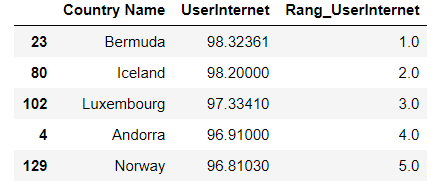 Country Name UserInternet Rang_UserInternet
23 Bermuda 98.32361 1.0
80 Iceland 98.20000 2.0
102 Luxembourg 97.33410 3.0
4 Andorra 96.91000 4.0
129 Norway 96.81030 5.0